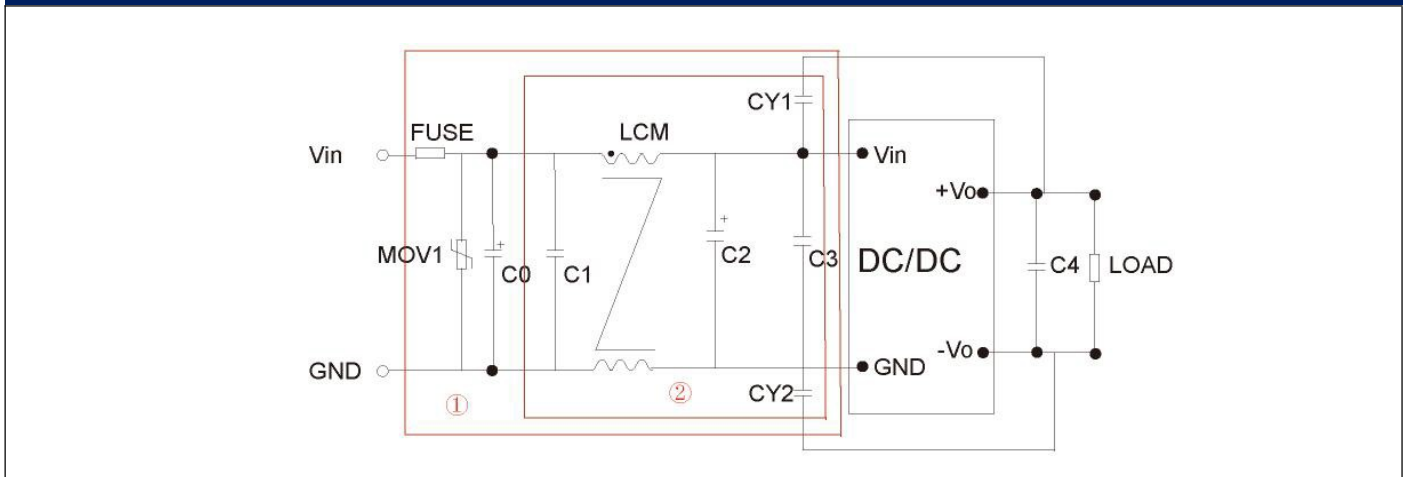 CY1
FUSE
LCM
Vin
Vin
+Vo
MOV1
+
C0
C1
+
C2
C3
DC/DC
C4
LOAD
GND
-Vo
GND
①
②
CY2